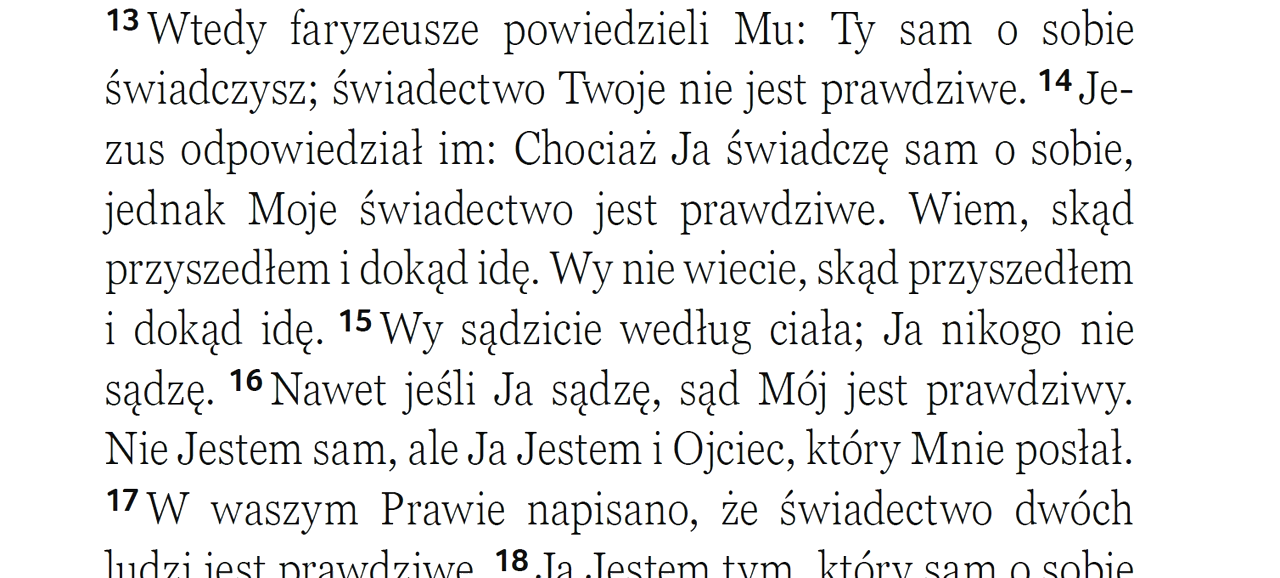 13 Wtedy faryzeusze powiedzieli Mu: Ty sam o sobie
świadczysz; świadectwo Twoje nie jest prawdziwe. 14 Je-
zus odpowiedział im: Chociaż Ja świadczę sam o sobie,
jednak Moje świadectwo jest prawdziwe. Wiem, skąd
przyszedłem i dokąd idę. Wy nie wiecie, skąd przyszedłem
i dokąd idę. 15 Wy sądzicie według ciała; Ja nikogo nie
sądzę. 16 Nawet jeśli Ja sądzę, sąd Mój jest prawdziwy.
Nie Jestem sam, ale Ja Jestem i Ojciec, który Mnie posłał.
17 W waszym Prawie napisano, że świadectwo dwóch
ludzi jest prawdziwe. 18 Ja Jestem tym, który sam o sobie